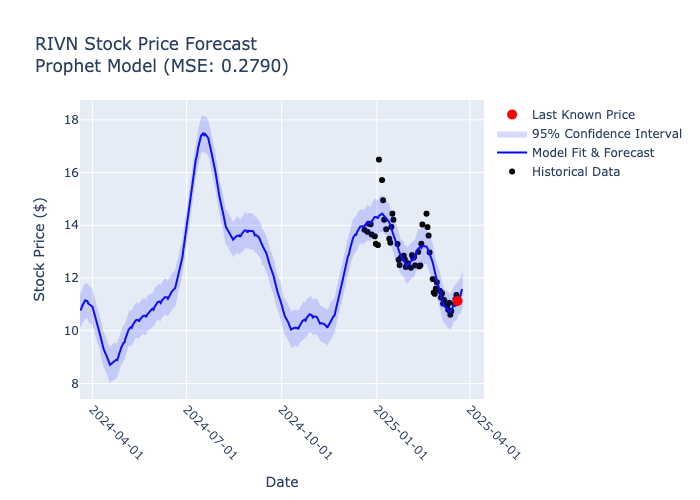 RIVN Stock Price Forecast
Prophet Model (MSE: 0.2790)
Last Known Price
95% Confidence Interval
Model Fit & Forecast
Historical Data
Stock Price ($)
18
16
14
12
10
8
2024-04-01
2024-07-01
2024-10-01
2025-01-01
2025-04-01
Date